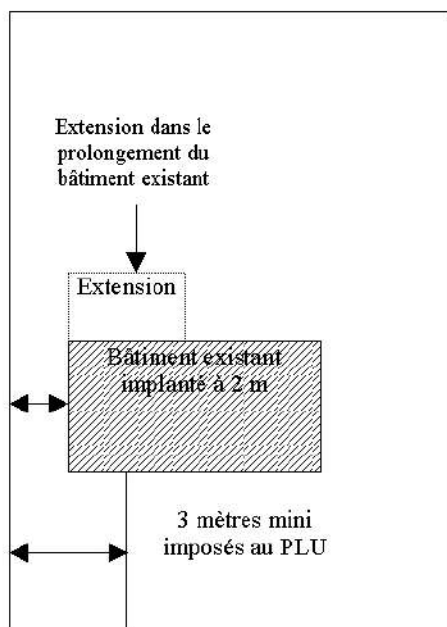 Extension dans le
prolongement du
bâtiment existant
Extension
Bâtiment existant
implanté à 2 m
3 mètres mini
imposés au PLU